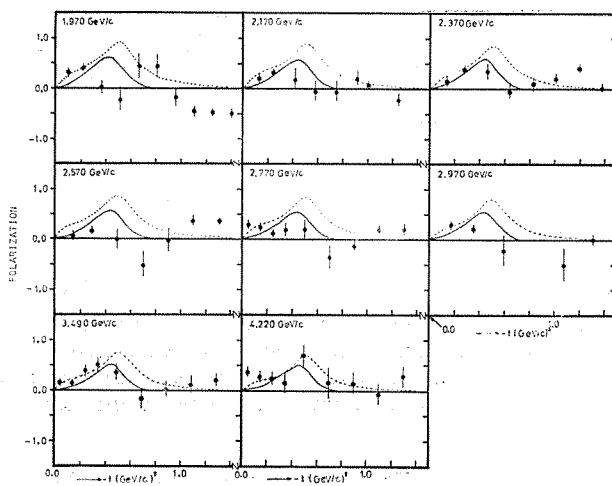 1.970 GeV/c
2.170 GeV/c
2.370 GeV/c
1.0
0.0
-1.0
2.570 GeV/c
2.770 GeV/c
2.970 GeV/c
1.0
0.0
-1.0
POLARIZATION
0.0 1.0
-t (GeV/c)²
3.490 GeV/c
4.220 GeV/c
1.0
0.0
-1.0
0.0 1.0 0.0 1.0
-t (GeV/c)² -t (GeV/c)²